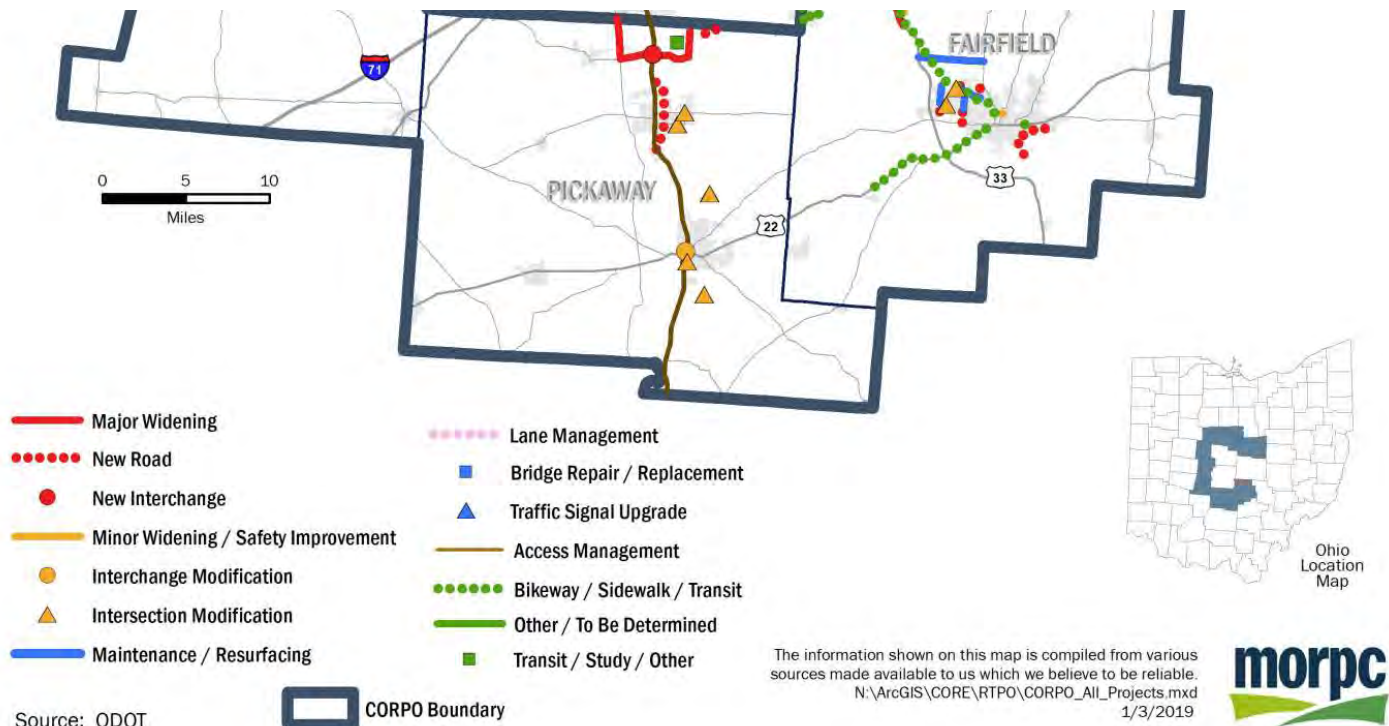 FAIRFIELD
71
PICKAWAY
33
22
0 5 10
Miles
Major Widening
New Road
New Interchange
Minor Widening / Safety Improvement
Interchange Modification
Intersection Modification
Maintenance / Resurfacing
Lane Management
Bridge Repair / Replacement
Traffic Signal Upgrade
Access Management
Bikeway / Sidewalk / Transit
Other / To Be Determined
Transit / Study / Other
CORPO Boundary
Source: ODOT
Ohio
Location
Map
The information shown on this map is compiled from various
sources made available to us which we believe to be reliable.
N:\ArcGIS\CORE\RTPO\CORPO_All_Projects.mxd
1/3/2019
morpc